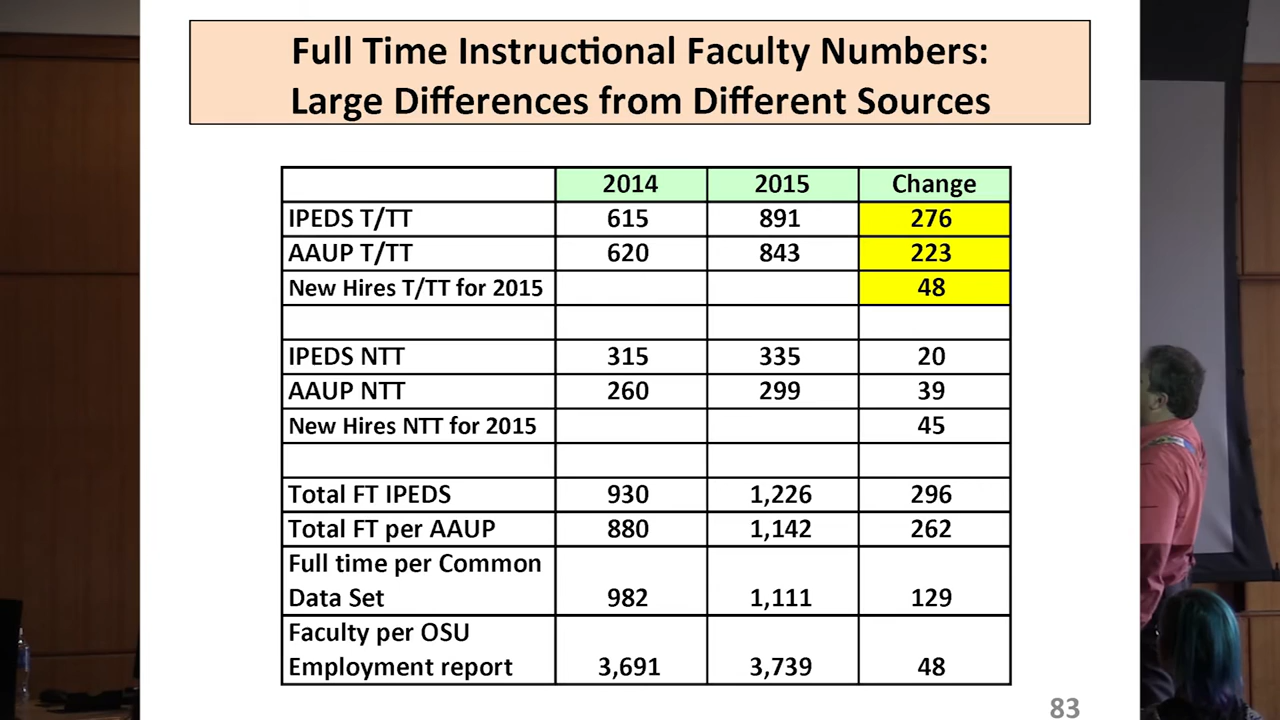 Full Time Instructional Faculty Numbers:
Large Differences from Different Sources
2014 2015 Change
IPEDS T/TT 615 891 276
AAUP T/TT 620 843 223
New Hires T/TT for 2015 48
IPEDS NTT 315 335 20
AAUP NTT 260 299 39
New Hires NTT for 2015 45
Total FT IPEDS 930 1,226 296
Total FT per AAUP 880 1,142 262
Full time per Common
Data Set 982 1,111 129
Faculty per OSU
Employment report 3,691 3,739 48
83